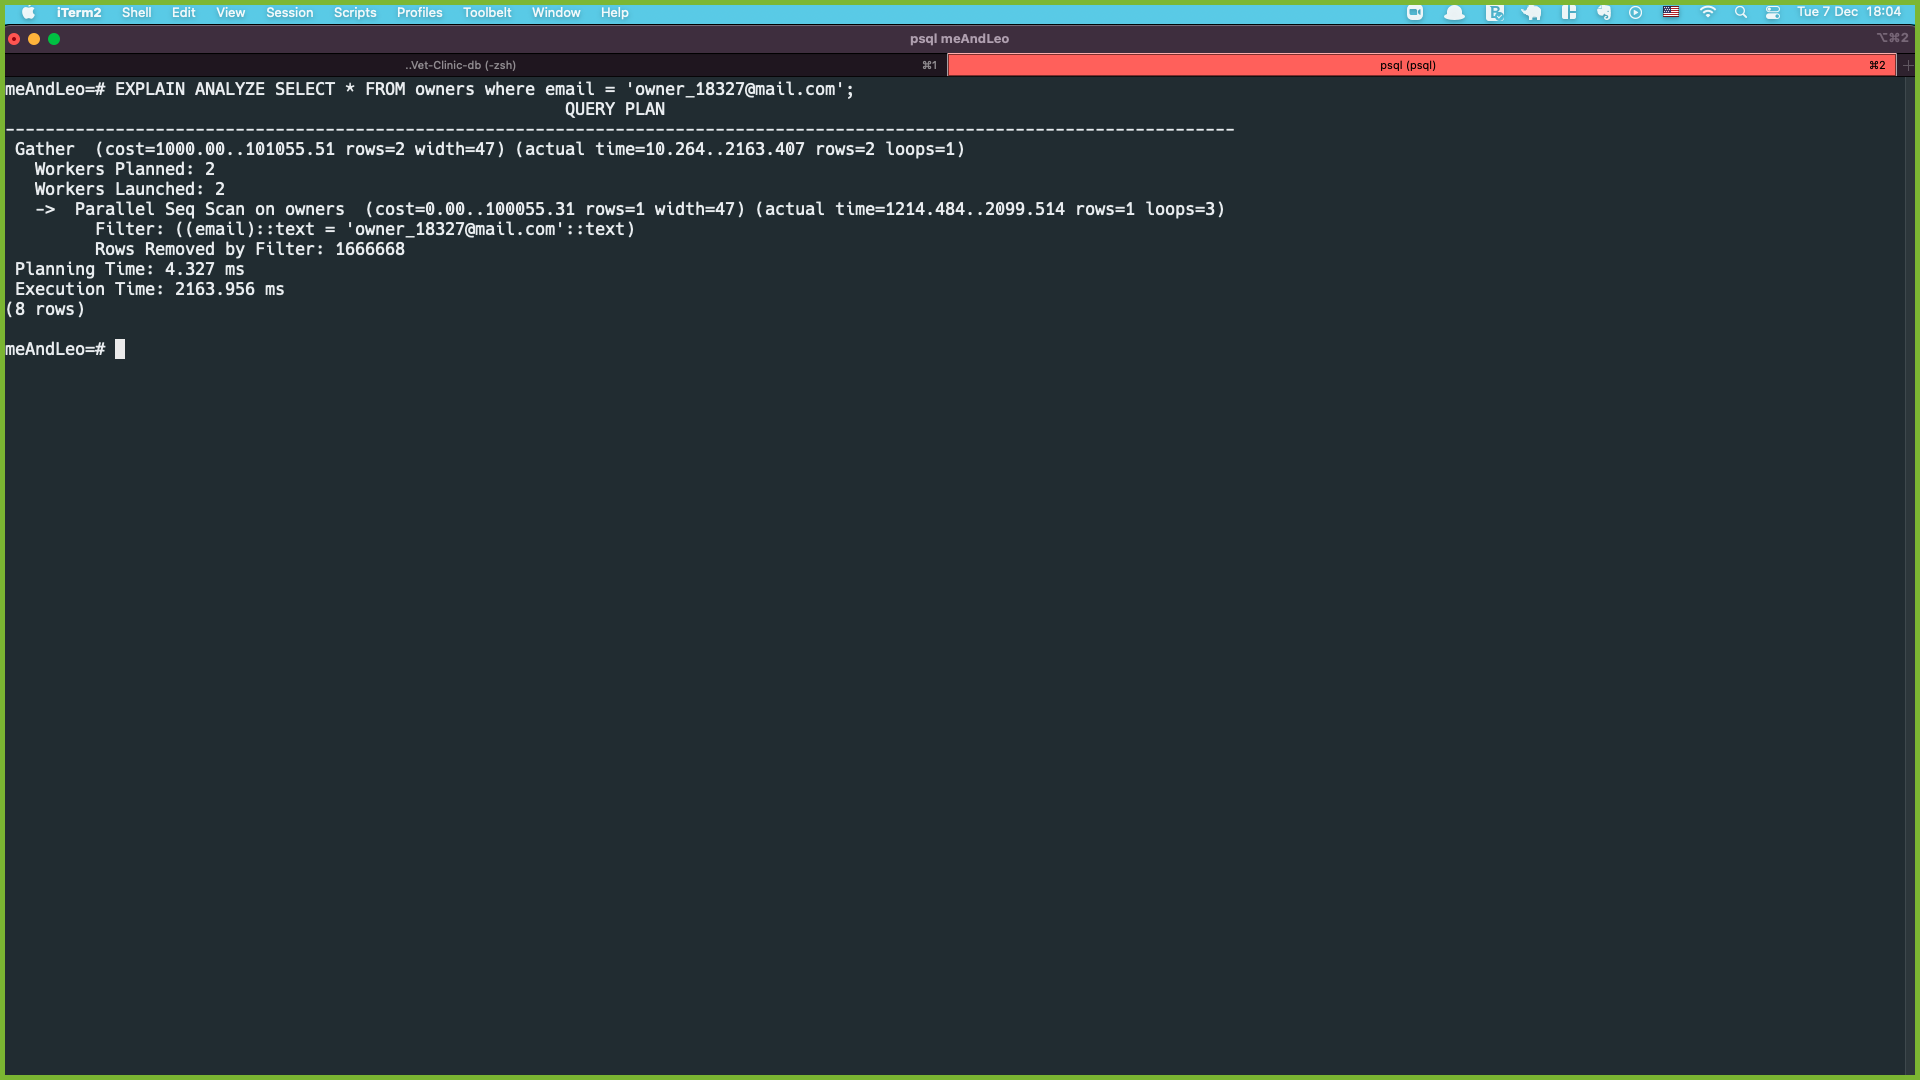 iTerm2 Shell Edit View Session Scripts Profiles Toolbelt Window Help Tue 7 Dec 18:04
psql meAndLeo ⌥⌘2
..Vet-Clinic-db (-zsh) ⌘1 psql (psql) ⌘2
meAndLeo=# EXPLAIN ANALYZE SELECT * FROM owners where email = 'owner_18327@mail.com';
QUERY PLAN
---------------------------------------------------------------------------------------------------------------------------
Gather  (cost=1000.00..101055.51 rows=2 width=47) (actual time=10.264..2163.407 rows=2 loops=1)
Workers Planned: 2
Workers Launched: 2
->  Parallel Seq Scan on owners  (cost=0.00..100055.31 rows=1 width=47) (actual time=1214.484..2099.514 rows=1 loops=3)
Filter: ((email)::text = 'owner_18327@mail.com'::text)
Rows Removed by Filter: 1666668
Planning Time: 4.327 ms
Execution Time: 2163.956 ms
(8 rows)
meAndLeo=#